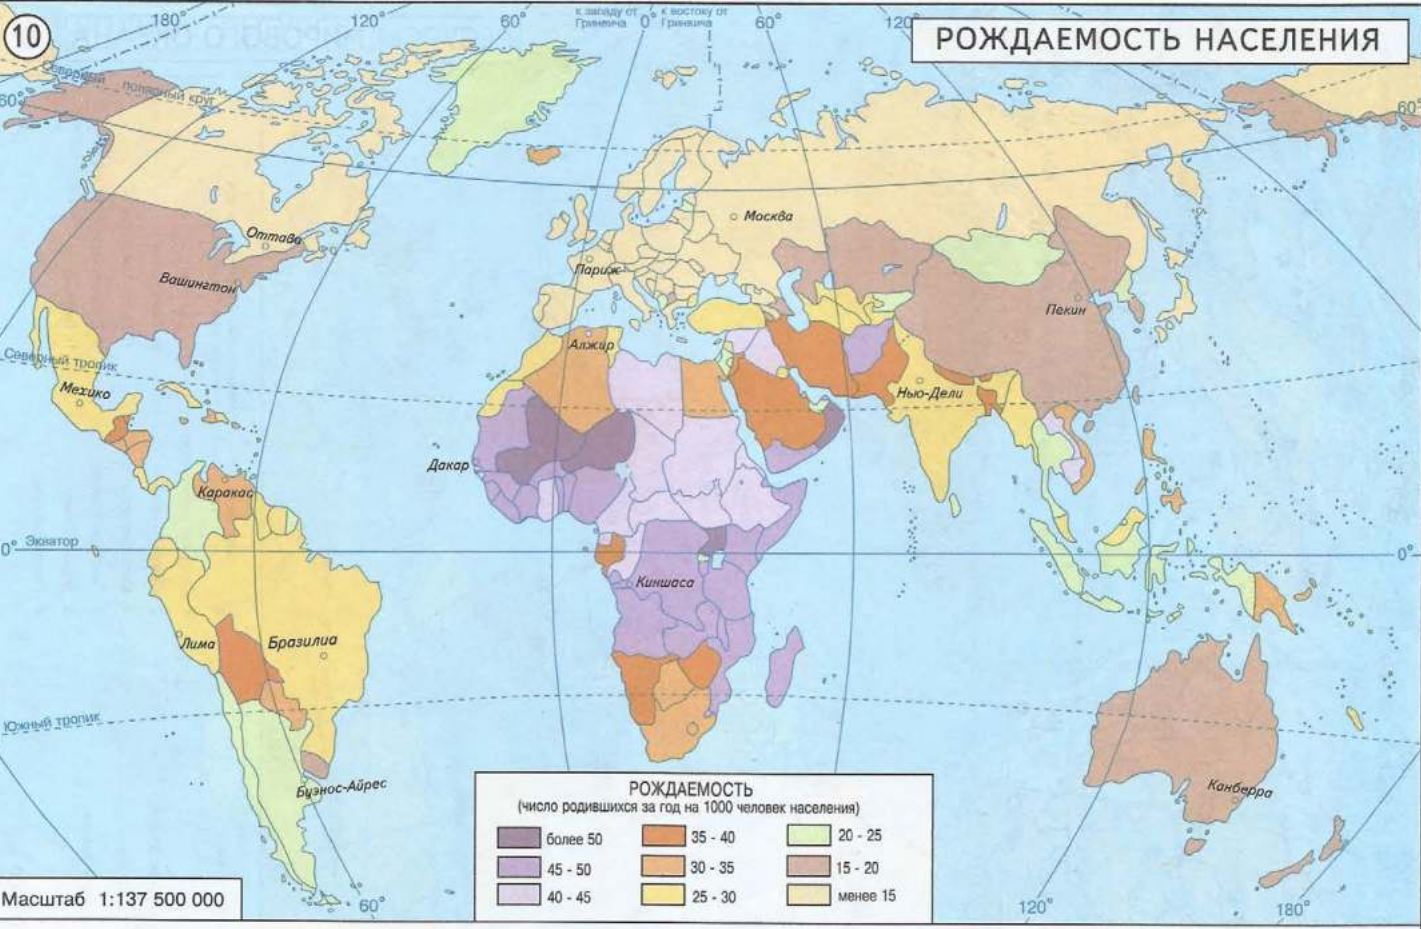 10
180°
120°
60°
к западу от
Гринвича
0°
к востоку от
Гринвича
60°
120°
РОЖДАЕМОСТЬ НАСЕЛЕНИЯ
Северный полярный круг
60°
60°
Москва
Оттава
Париж
Вашингтон
Пекин
Алжир
Северный тропик
Мехико
Нью-Дели
Дакар
Каракас
0° Экватор
0°
Киншаса
Лима
Бразилиа
Южный тропик
Буэнос-Айрес
Канберра
РОЖДАЕМОСТЬ
(число родившихся за год на 1000 человек населения)
более 50
35 - 40
20 - 25
45 - 50
30 - 35
15 - 20
40 - 45
25 - 30
менее 15
Масштаб 1:137 500 000
60°
120°
180°